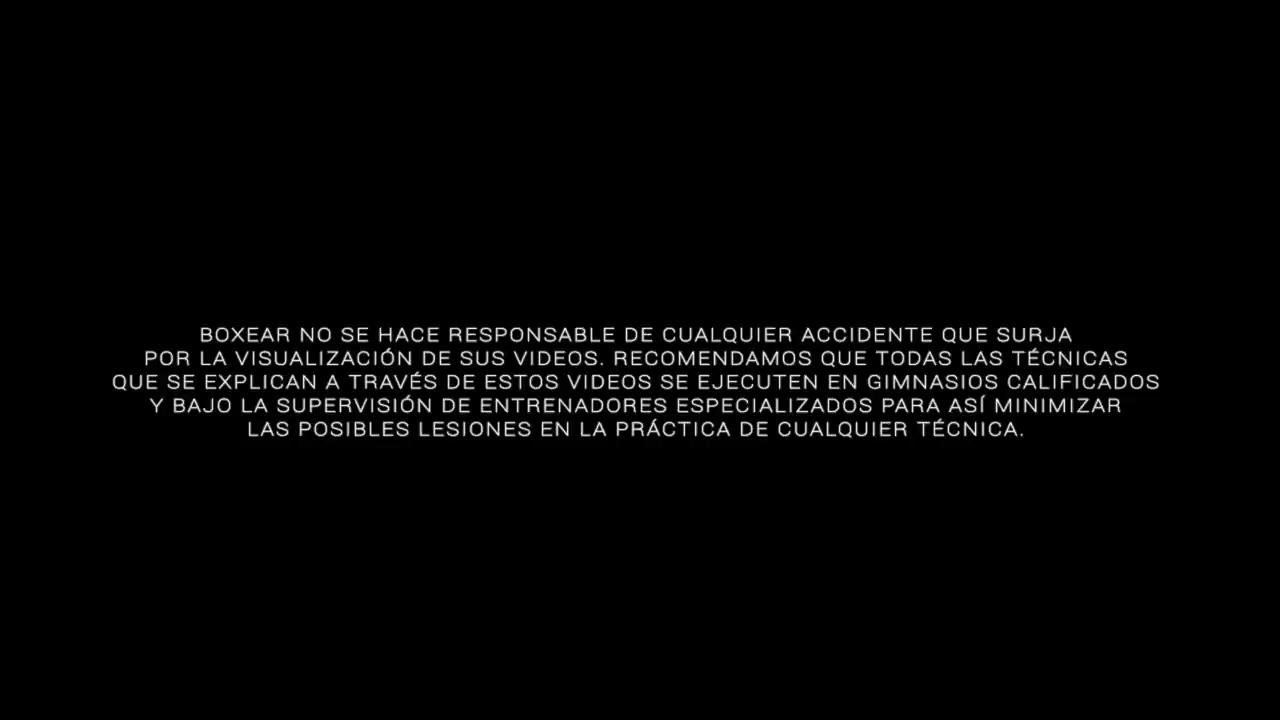 BOXEAR NO SE HACE RESPONSABLE DE CUALQUIER ACCIDENTE QUE SURJA
POR LA VISUALIZACIÓN DE SUS VIDEOS. RECOMENDAMOS QUE TODAS LAS TÉCNICAS
QUE SE EXPLICAN A TRAVÉS DE ESTOS VIDEOS SE EJECUTEN EN GIMNASIOS CALIFICADOS
Y BAJO LA SUPERVISIÓN DE ENTRENADORES ESPECIALIZADOS PARA ASÍ MINIMIZAR
LAS POSIBLES LESIONES EN LA PRÁCTICA DE CUALQUIER TÉCNICA.